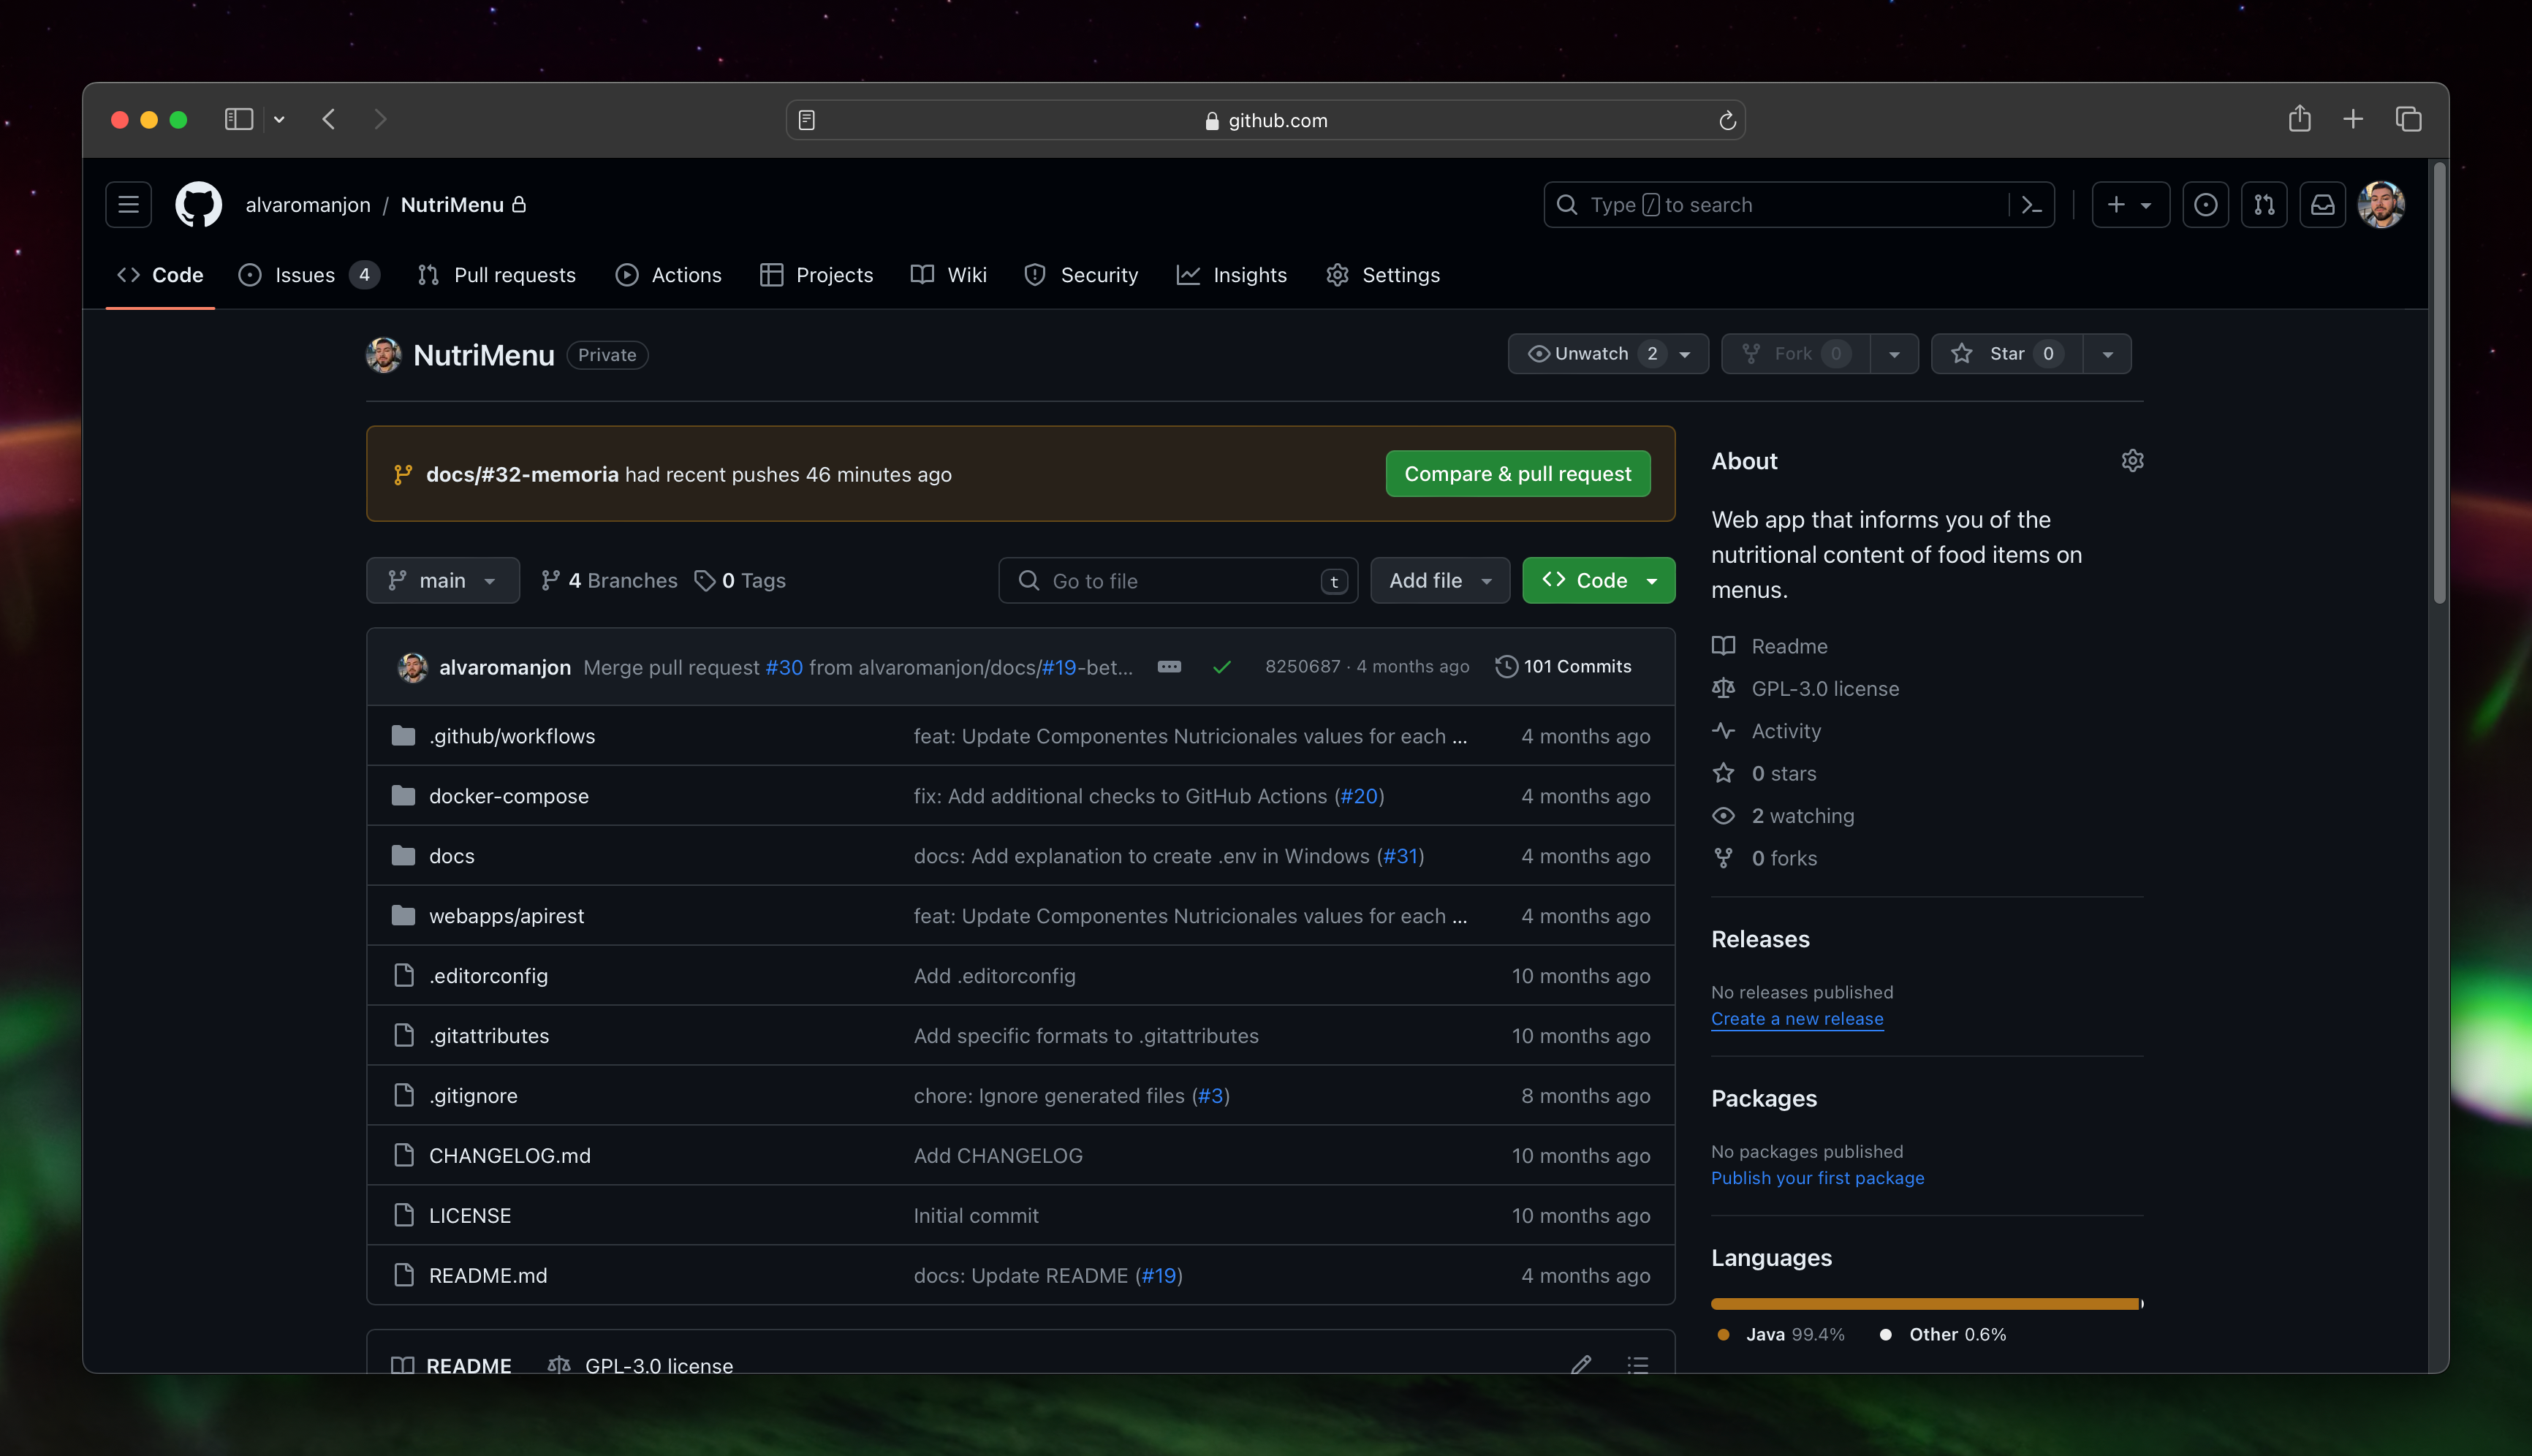 github.com
alvaromanjon / NutriMenu
Type / to search
Code Issues 4 Pull requests Actions Projects Wiki Security Insights Settings
NutriMenu Private
Unwatch 2 Fork 0 Star 0
docs/#32-memoria had recent pushes 46 minutes ago
Compare & pull request
main 4 Branches 0 Tags
Go to file t
Add file
Code
alvaromanjon Merge pull request #30 from alvaromanjon/docs/#19-bet... 8250687 · 4 months ago 101 Commits
.github/workflows feat: Update Componentes Nutricionales values for each ... 4 months ago
docker-compose fix: Add additional checks to GitHub Actions (#20) 4 months ago
docs docs: Add explanation to create .env in Windows (#31) 4 months ago
webapps/apirest feat: Update Componentes Nutricionales values for each ... 4 months ago
.editorconfig Add .editorconfig 10 months ago
.gitattributes Add specific formats to .gitattributes 10 months ago
.gitignore chore: Ignore generated files (#3) 8 months ago
CHANGELOG.md Add CHANGELOG 10 months ago
LICENSE Initial commit 10 months ago
README.md docs: Update README (#19) 4 months ago
README GPL-3.0 license
About
Web app that informs you of the
nutritional content of food items on
menus.
Readme
GPL-3.0 license
Activity
0 stars
2 watching
0 forks
Releases
No releases published
Create a new release
Packages
No packages published
Publish your first package
Languages
Java 99.4% Other 0.6%